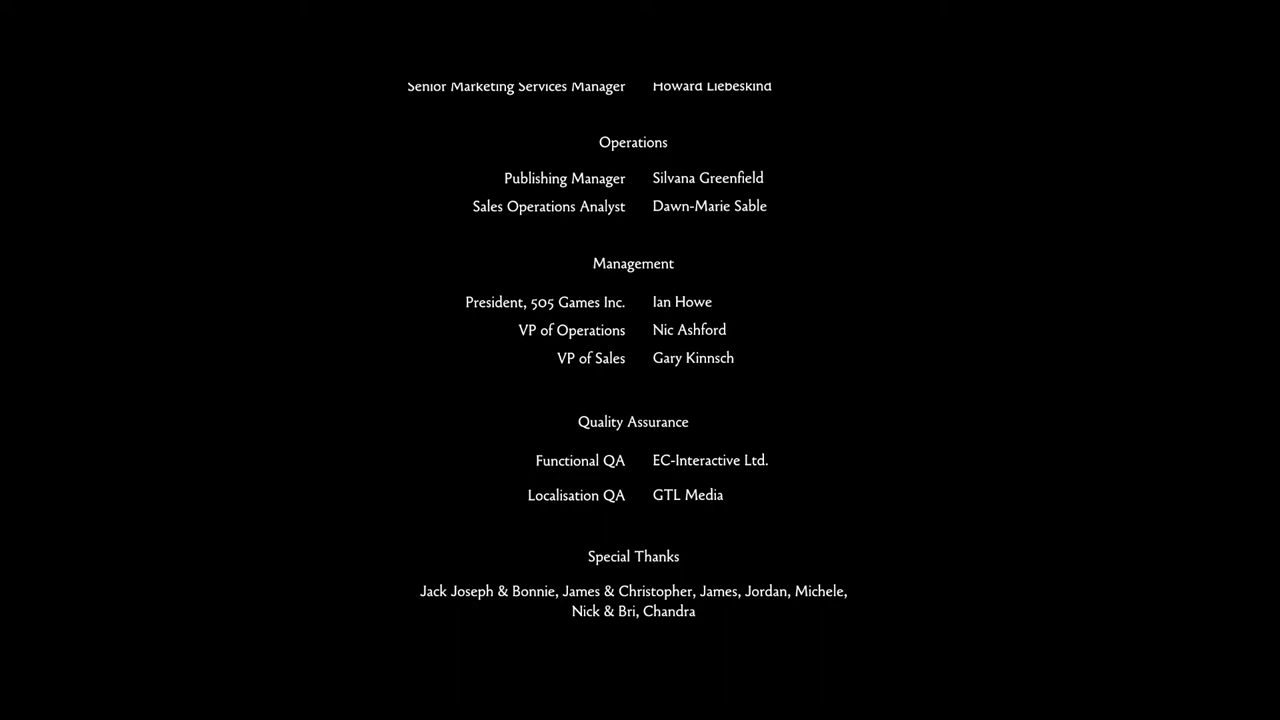 Senior Marketing Services Manager Howard Liebeskind
Operations
Publishing Manager Silvana Greenfield
Sales Operations Analyst Dawn-Marie Sable
Management
President, 505 Games Inc. Ian Howe
VP of Operations Nic Ashford
VP of Sales Gary Kinnsch
Quality Assurance
Functional QA EC-Interactive Ltd.
Localisation QA GTL Media
Special Thanks
Jack Joseph & Bonnie, James & Christopher, James, Jordan, Michele,
Nick & Bri, Chandra